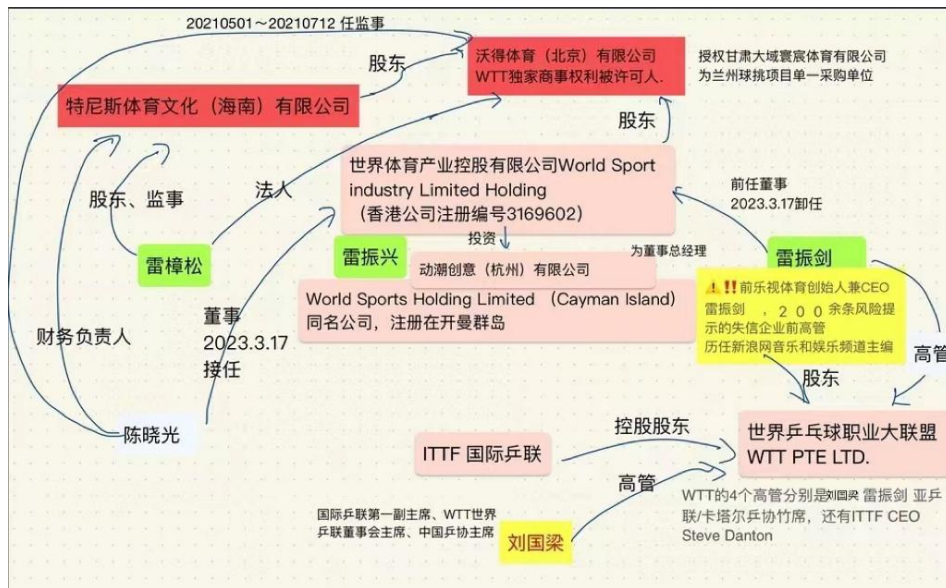 20210501～20210712 任监事
股东
沃得体育（北京）有限公司
WTT独家商事权利被许可人.
授权甘肃大域寰宸体育有限公司
为兰州球挑项目单一采购单位
特尼斯体育文化（海南）有限公司
股东
世界体育产业控股有限公司World Sport
industry Limited Holding
（香港公司注册编号3169602）
法人
股东、监事
前任董事
2023.3.17卸任
投资
为董事总经理
雷樟松
雷振兴
雷振剑
动潮创意（杭州）有限公司
World Sports Holding Limited （Cayman Island）
同名公司，注册在开曼群岛
⚠️‼️前乐视体育创始人兼CEO
雷振剑 ，２００ 余条风险提
示的失信企业前高管
历任新浪网音乐和娱乐频道主编
董事
2023.3.17
接任
财务负责人
高管
股东
陈晓光
控股股东
ITTF 国际乒联
世界乒乓球职业大联盟
WTT PTE LTD.
高管
WTT的4个高管分别是刘国梁 雷振剑 亚乒
联/卡塔尔乒协竹席，还有ITTF CEO
Steve Danton
国际乒联第一副主席、WTT世界
乒联董事会主席、中国乒协主席
刘国梁